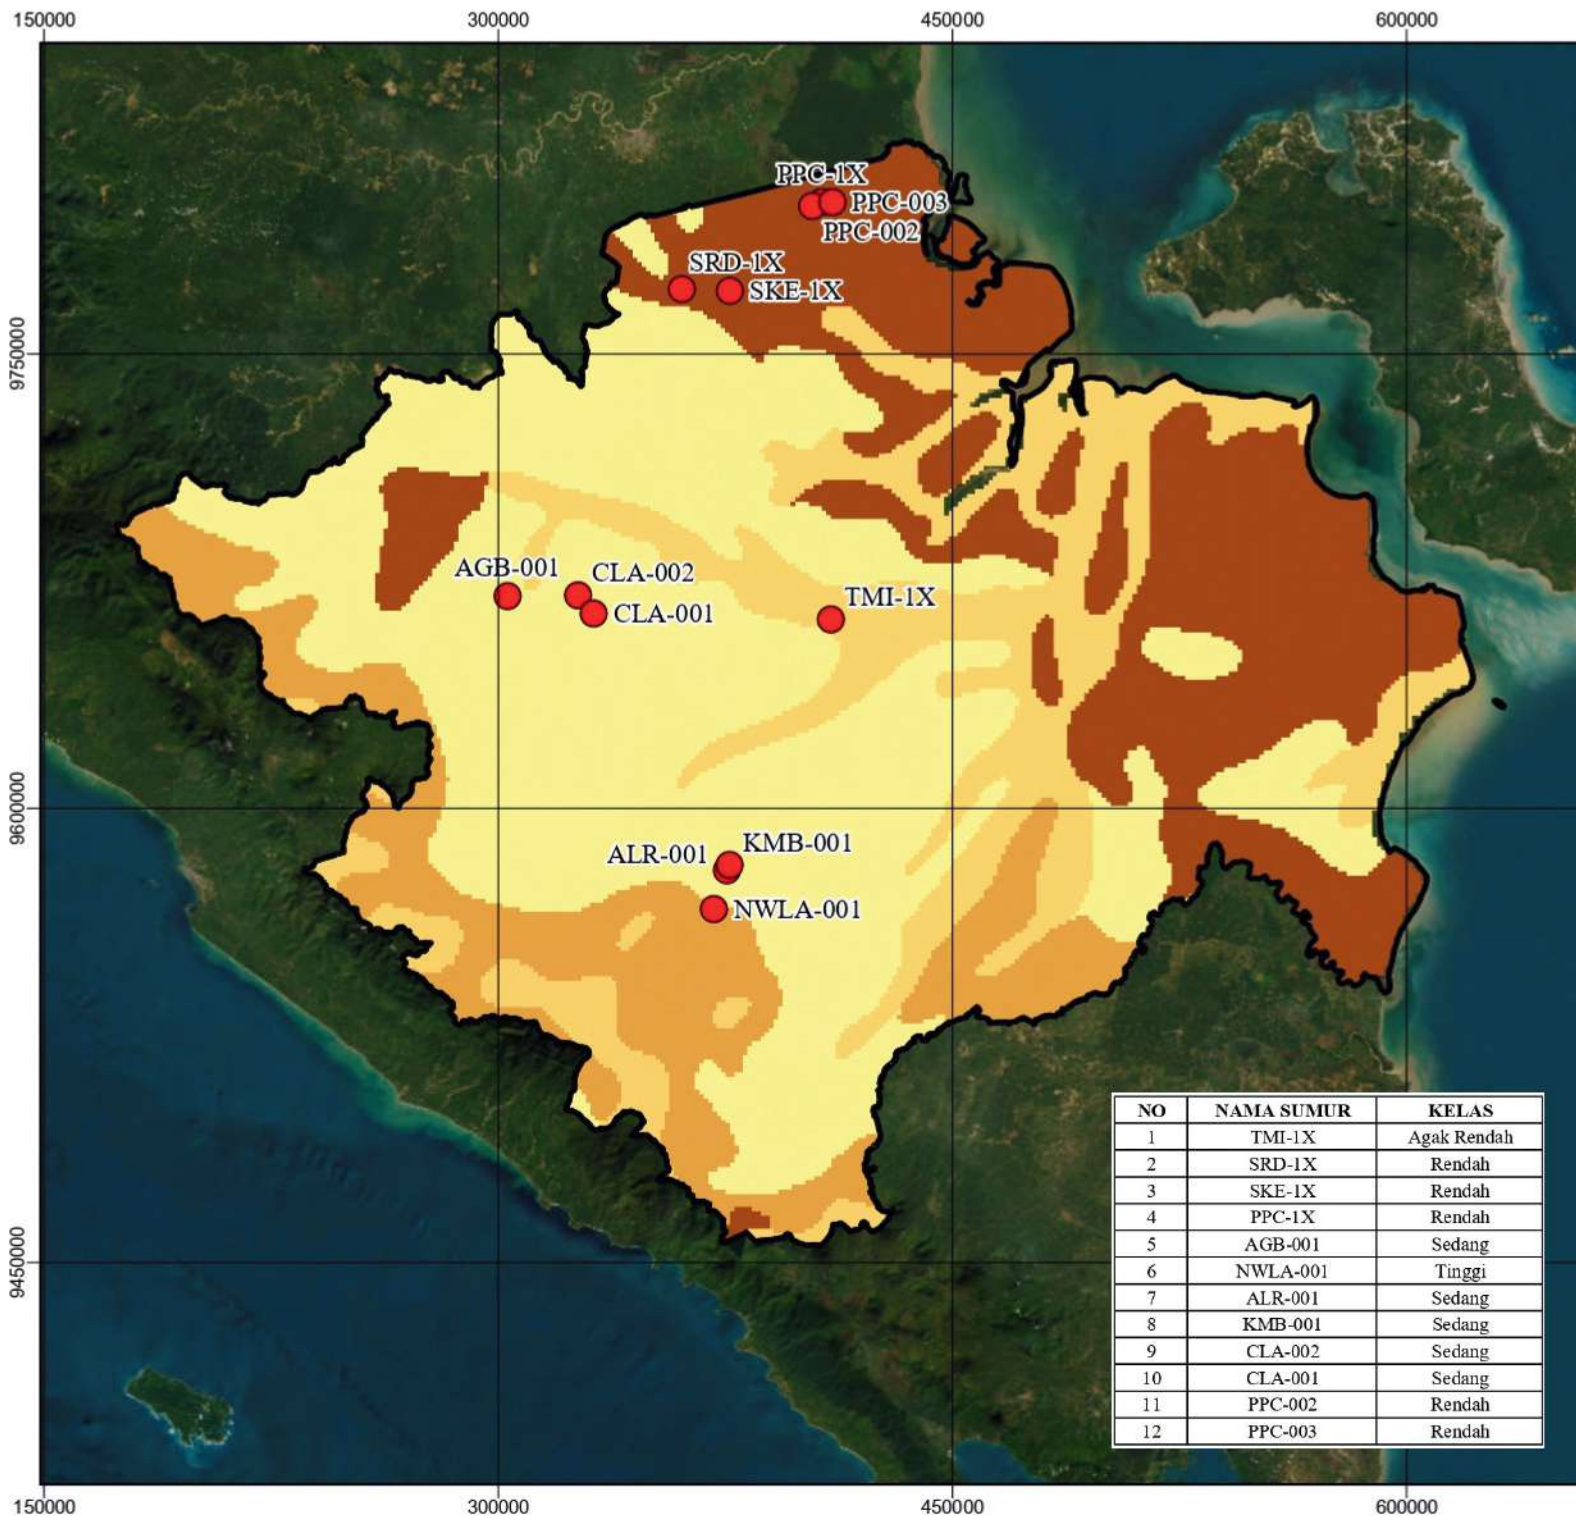 150000 300000 450000 600000
PPC-1X
PPC-003
PPC-002
SRD-1X
SKE-1X
9750000
AGB-001
CLA-002
CLA-001
TMI-1X
9600000
KMB-001
ALR-001
NWLA-001
9450000
NO NAMA SUMUR KELAS
1 TMI-1X Agak Rendah
2 SRD-1X Rendah
3 SKE-1X Rendah
4 PPC-1X Rendah
5 AGB-001 Sedang
6 NWLA-001 Tinggi
7 ALR-001 Sedang
8 KMB-001 Sedang
9 CLA-002 Sedang
10 CLA-001 Sedang
11 PPC-002 Rendah
12 PPC-003 Rendah
150000 300000 450000 600000